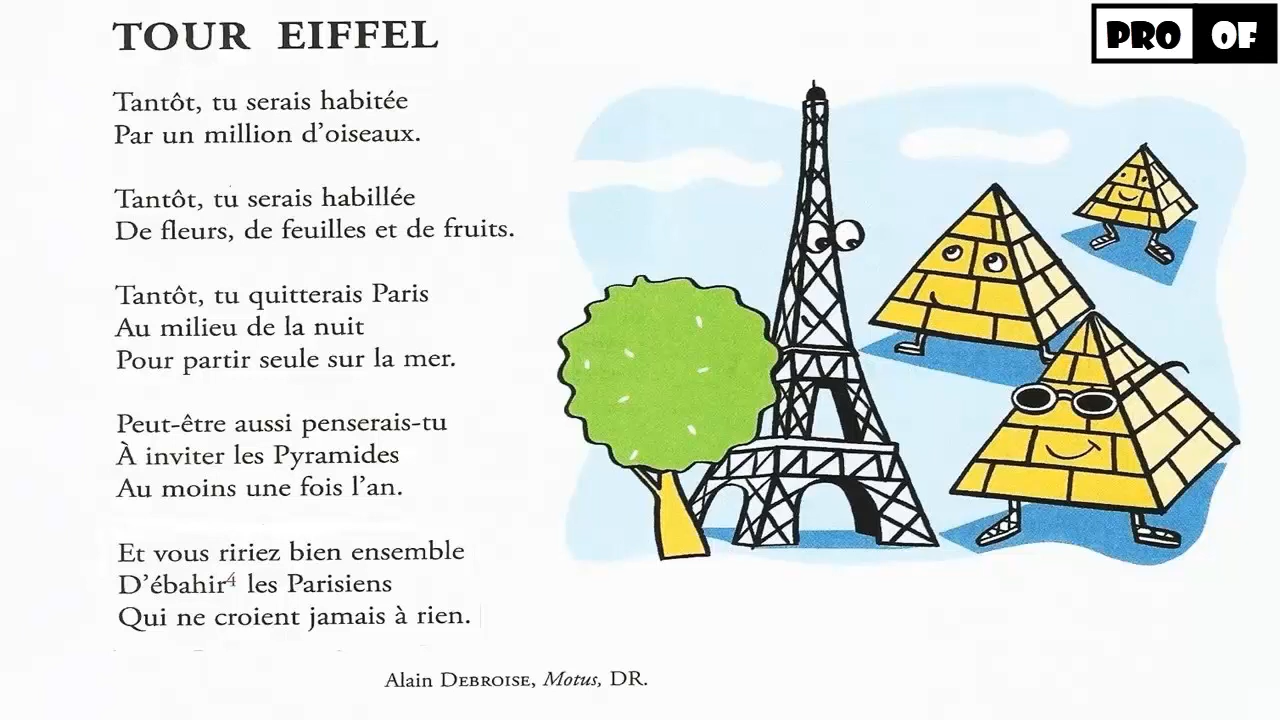 TOUR EIFFEL
PRO OF
Tantôt, tu serais habitée
Par un million d'oiseaux.
Tantôt, tu serais habillée
De fleurs, de feuilles et de fruits.
Tantôt, tu quitterais Paris
Au milieu de la nuit
Pour partir seule sur la mer.
Peut-être aussi penserais-tu
À inviter les Pyramides
Au moins une fois l'an.
Et vous ririez bien ensemble
D'ébahir⁴ les Parisiens
Qui ne croient jamais à rien.
Alain DEBROISE, Motus, DR.